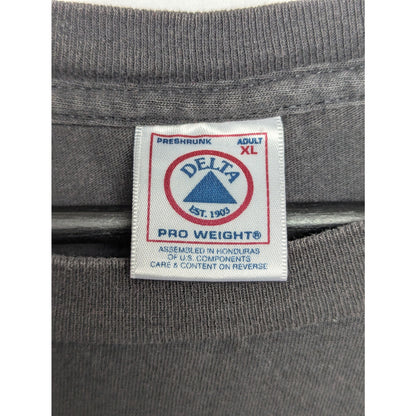 PRESHRUNK
ADULT
XL
DELTA
EST. 1903
PRO WEIGHT®
ASSEMBLED IN HONDURAS
OF U.S. COMPONENTS
CARE & CONTENT ON REVERSE